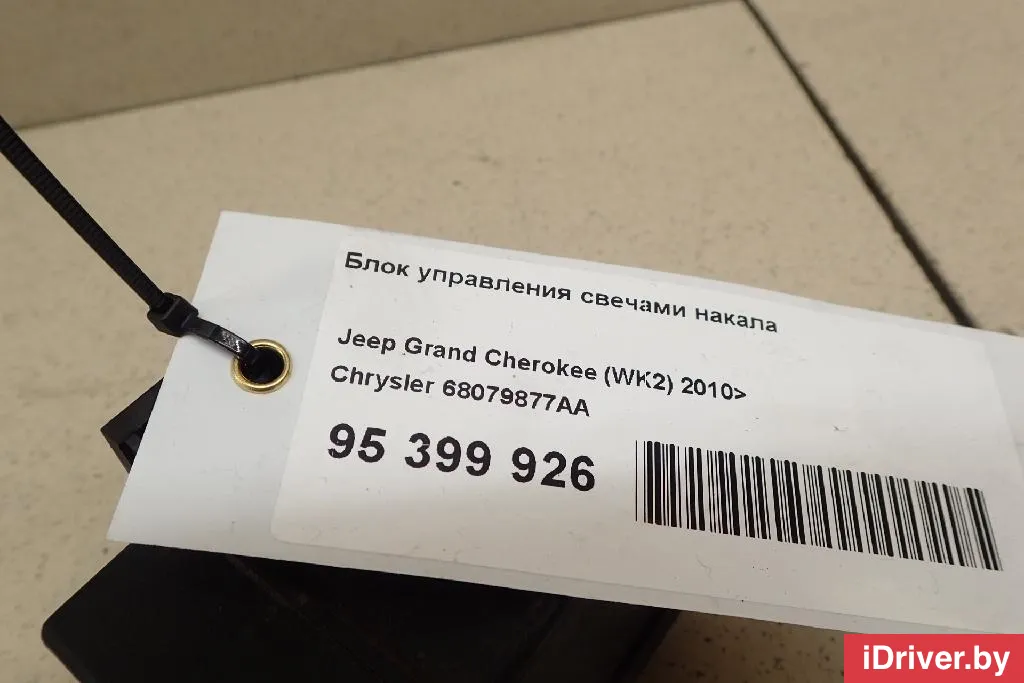 Блок управления свечами накала
Jeep Grand Cherokee (WK2) 2010>
Chrysler 68079877AA
95 399 926
iDriver.by